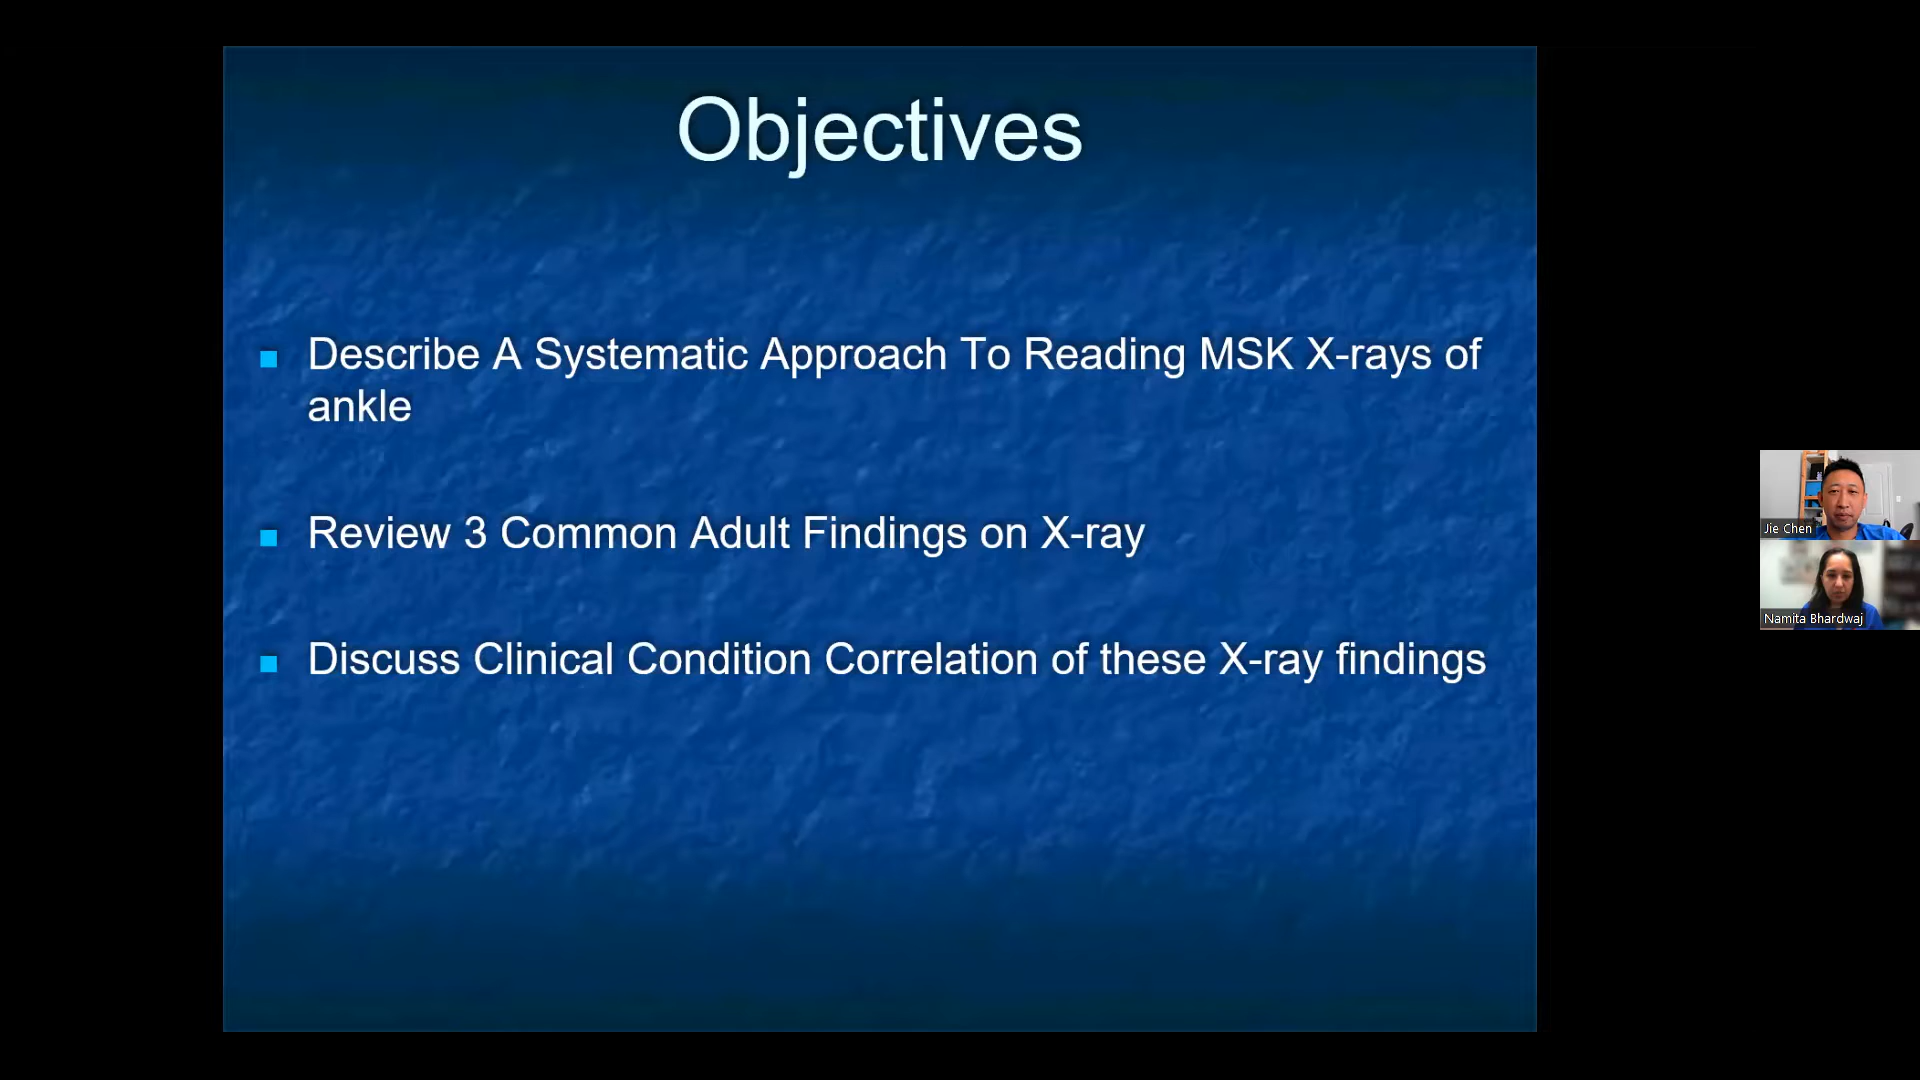 Objectives
Describe A Systematic Approach To Reading MSK X-rays of
ankle
Review 3 Common Adult Findings on X-ray
Discuss Clinical Condition Correlation of these X-ray findings
Jie Chen
Namita Bhardwaj